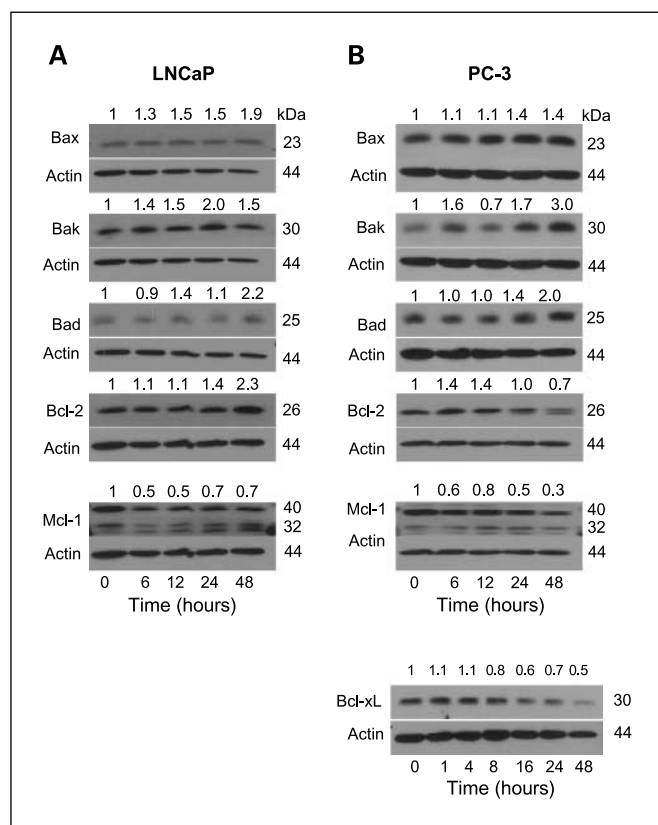 A
LNCaP
1 1.3 1.5 1.5 1.9 kDa
Bax 23
Actin 44
1 1.4 1.5 2.0 1.5
Bak 30
Actin 44
1 0.9 1.4 1.1 2.2
Bad 25
Actin 44
1 1.1 1.1 1.4 2.3
Bcl-2 26
Actin 44
1 0.5 0.5 0.7 0.7
40
Mcl-1 32
Actin 44
0 6 12 24 48
Time (hours)
B
PC-3
1 1.1 1.1 1.4 1.4 kDa
Bax 23
Actin 44
1 1.6 0.7 1.7 3.0
Bak 30
Actin 44
1 1.0 1.0 1.4 2.0
Bad 25
Actin 44
1 1.4 1.4 1.0 0.7
Bcl-2 26
Actin 44
1 0.6 0.8 0.5 0.3
Mcl-1 40
32
Actin 44
0 6 12 24 48
Time (hours)
1 1.1 1.1 0.8 0.6 0.7 0.5
Bcl-xL 30
Actin 44
0 1 4 8 16 24 48
Time (hours)